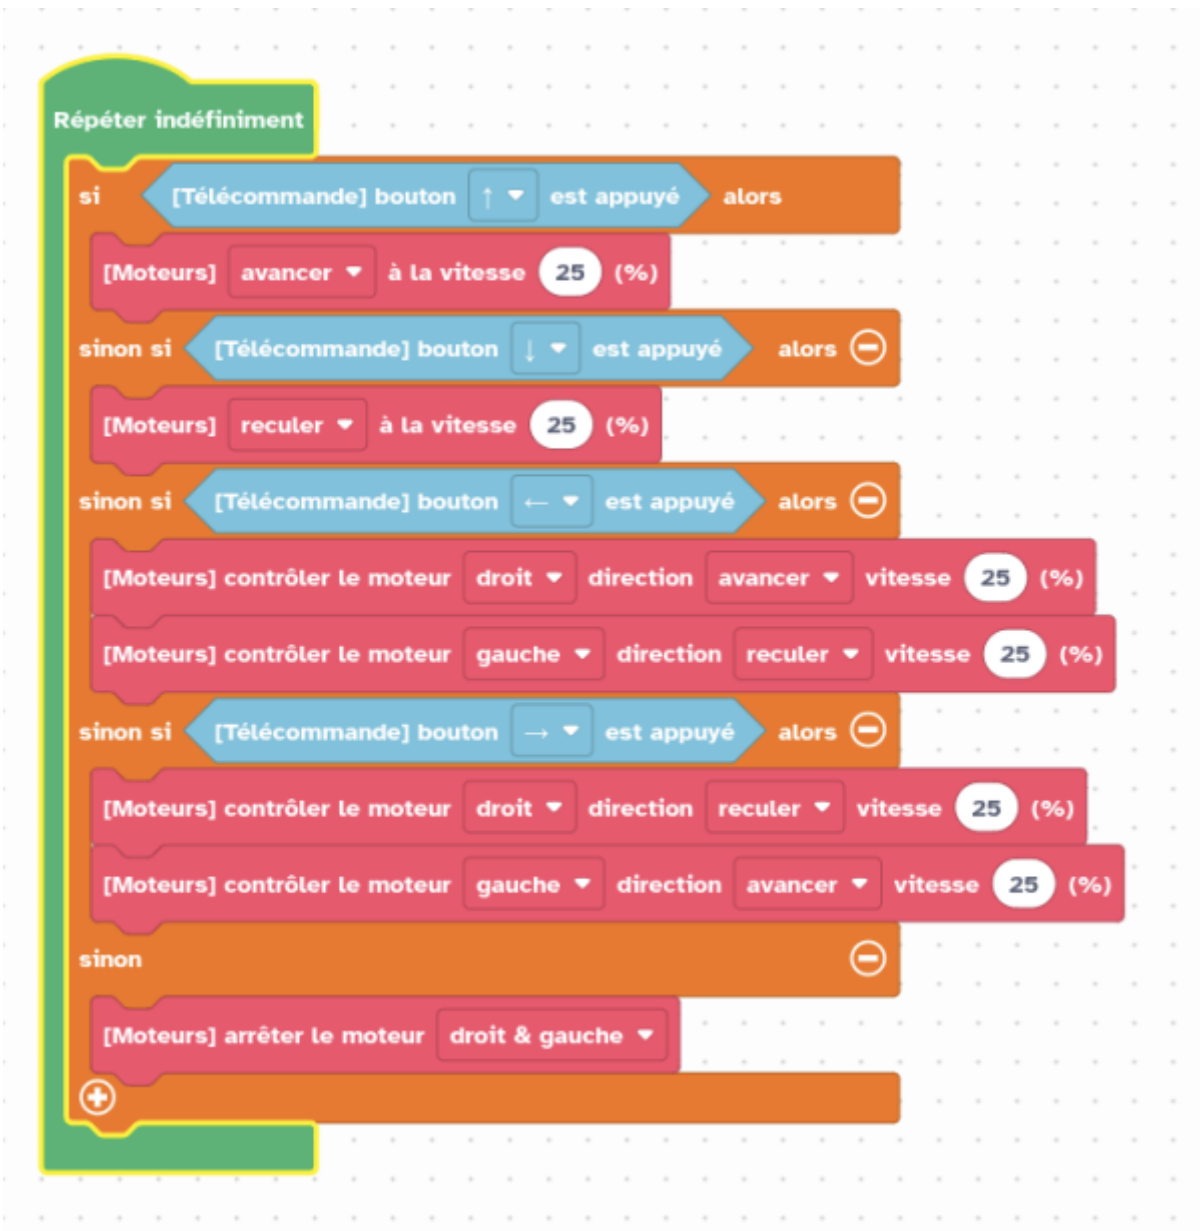 Répéter indéfiniment
si [Télécommande] bouton ↑ est appuyé alors
[Moteurs] avancer à la vitesse 25 (%)
sinon si [Télécommande] bouton ↓ est appuyé alors
[Moteurs] reculer à la vitesse 25 (%)
sinon si [Télécommande] bouton ← est appuyé alors
[Moteurs] contrôler le moteur droit direction avancer vitesse 25 (%)
[Moteurs] contrôler le moteur gauche direction reculer vitesse 25 (%)
sinon si [Télécommande] bouton → est appuyé alors
[Moteurs] contrôler le moteur droit direction reculer vitesse 25 (%)
[Moteurs] contrôler le moteur gauche direction avancer vitesse 25 (%)
sinon
[Moteurs] arrêter le moteur droit & gauche